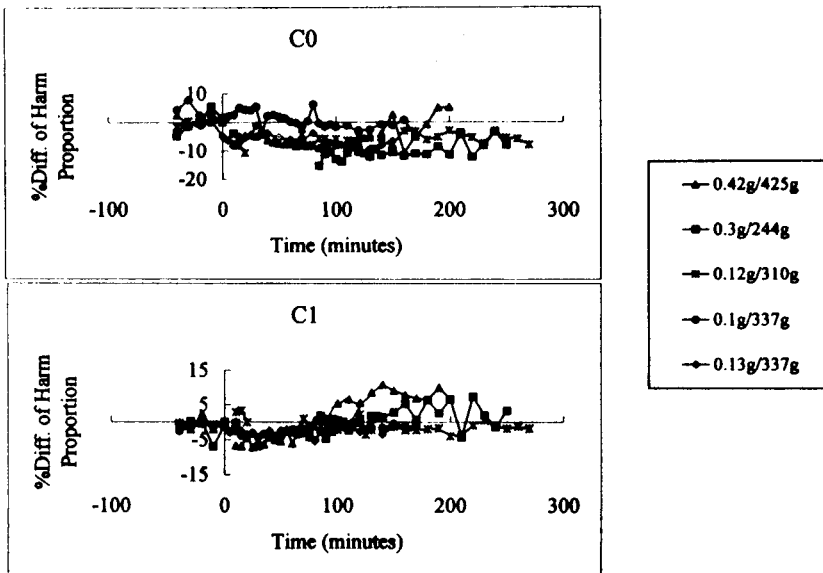 C0
%Diff. of Harm
Proportion
10
0
-10
-20
-100
0
100
200
300
Time (minutes)
C1
%Diff. of Harm
Proportion
15
5
-5
-15
-100
0
100
200
300
Time (minutes)
0.42g/425g
0.3g/244g
0.12g/310g
0.1g/337g
0.13g/337g